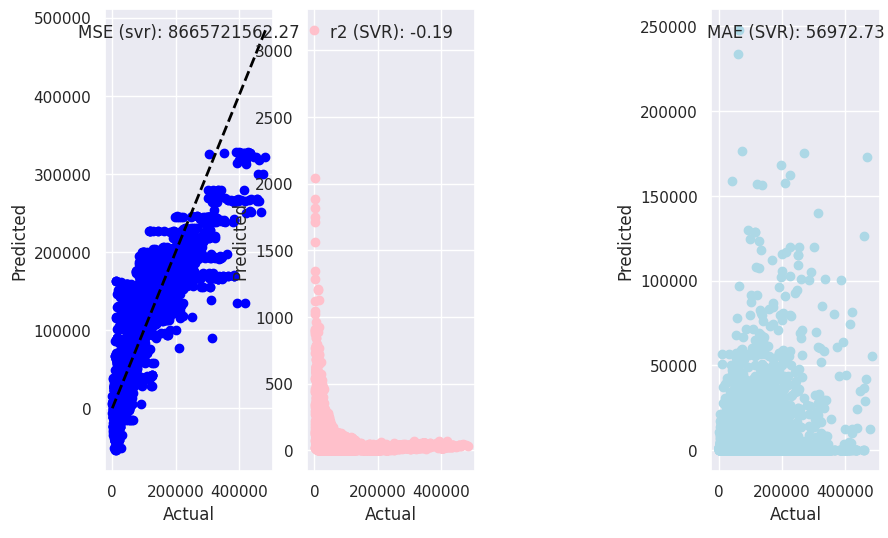 MSE (svr): 8665721562.27
500000
400000
300000
200000
100000
0
Predicted
0 200000 400000
Actual
r2 (SVR): -0.19
3000
2500
2000
1500
1000
500
0
Predicted
0 200000 400000
Actual
MAE (SVR): 56972.73
250000
200000
150000
100000
50000
0
Predicted
0 200000 400000
Actual